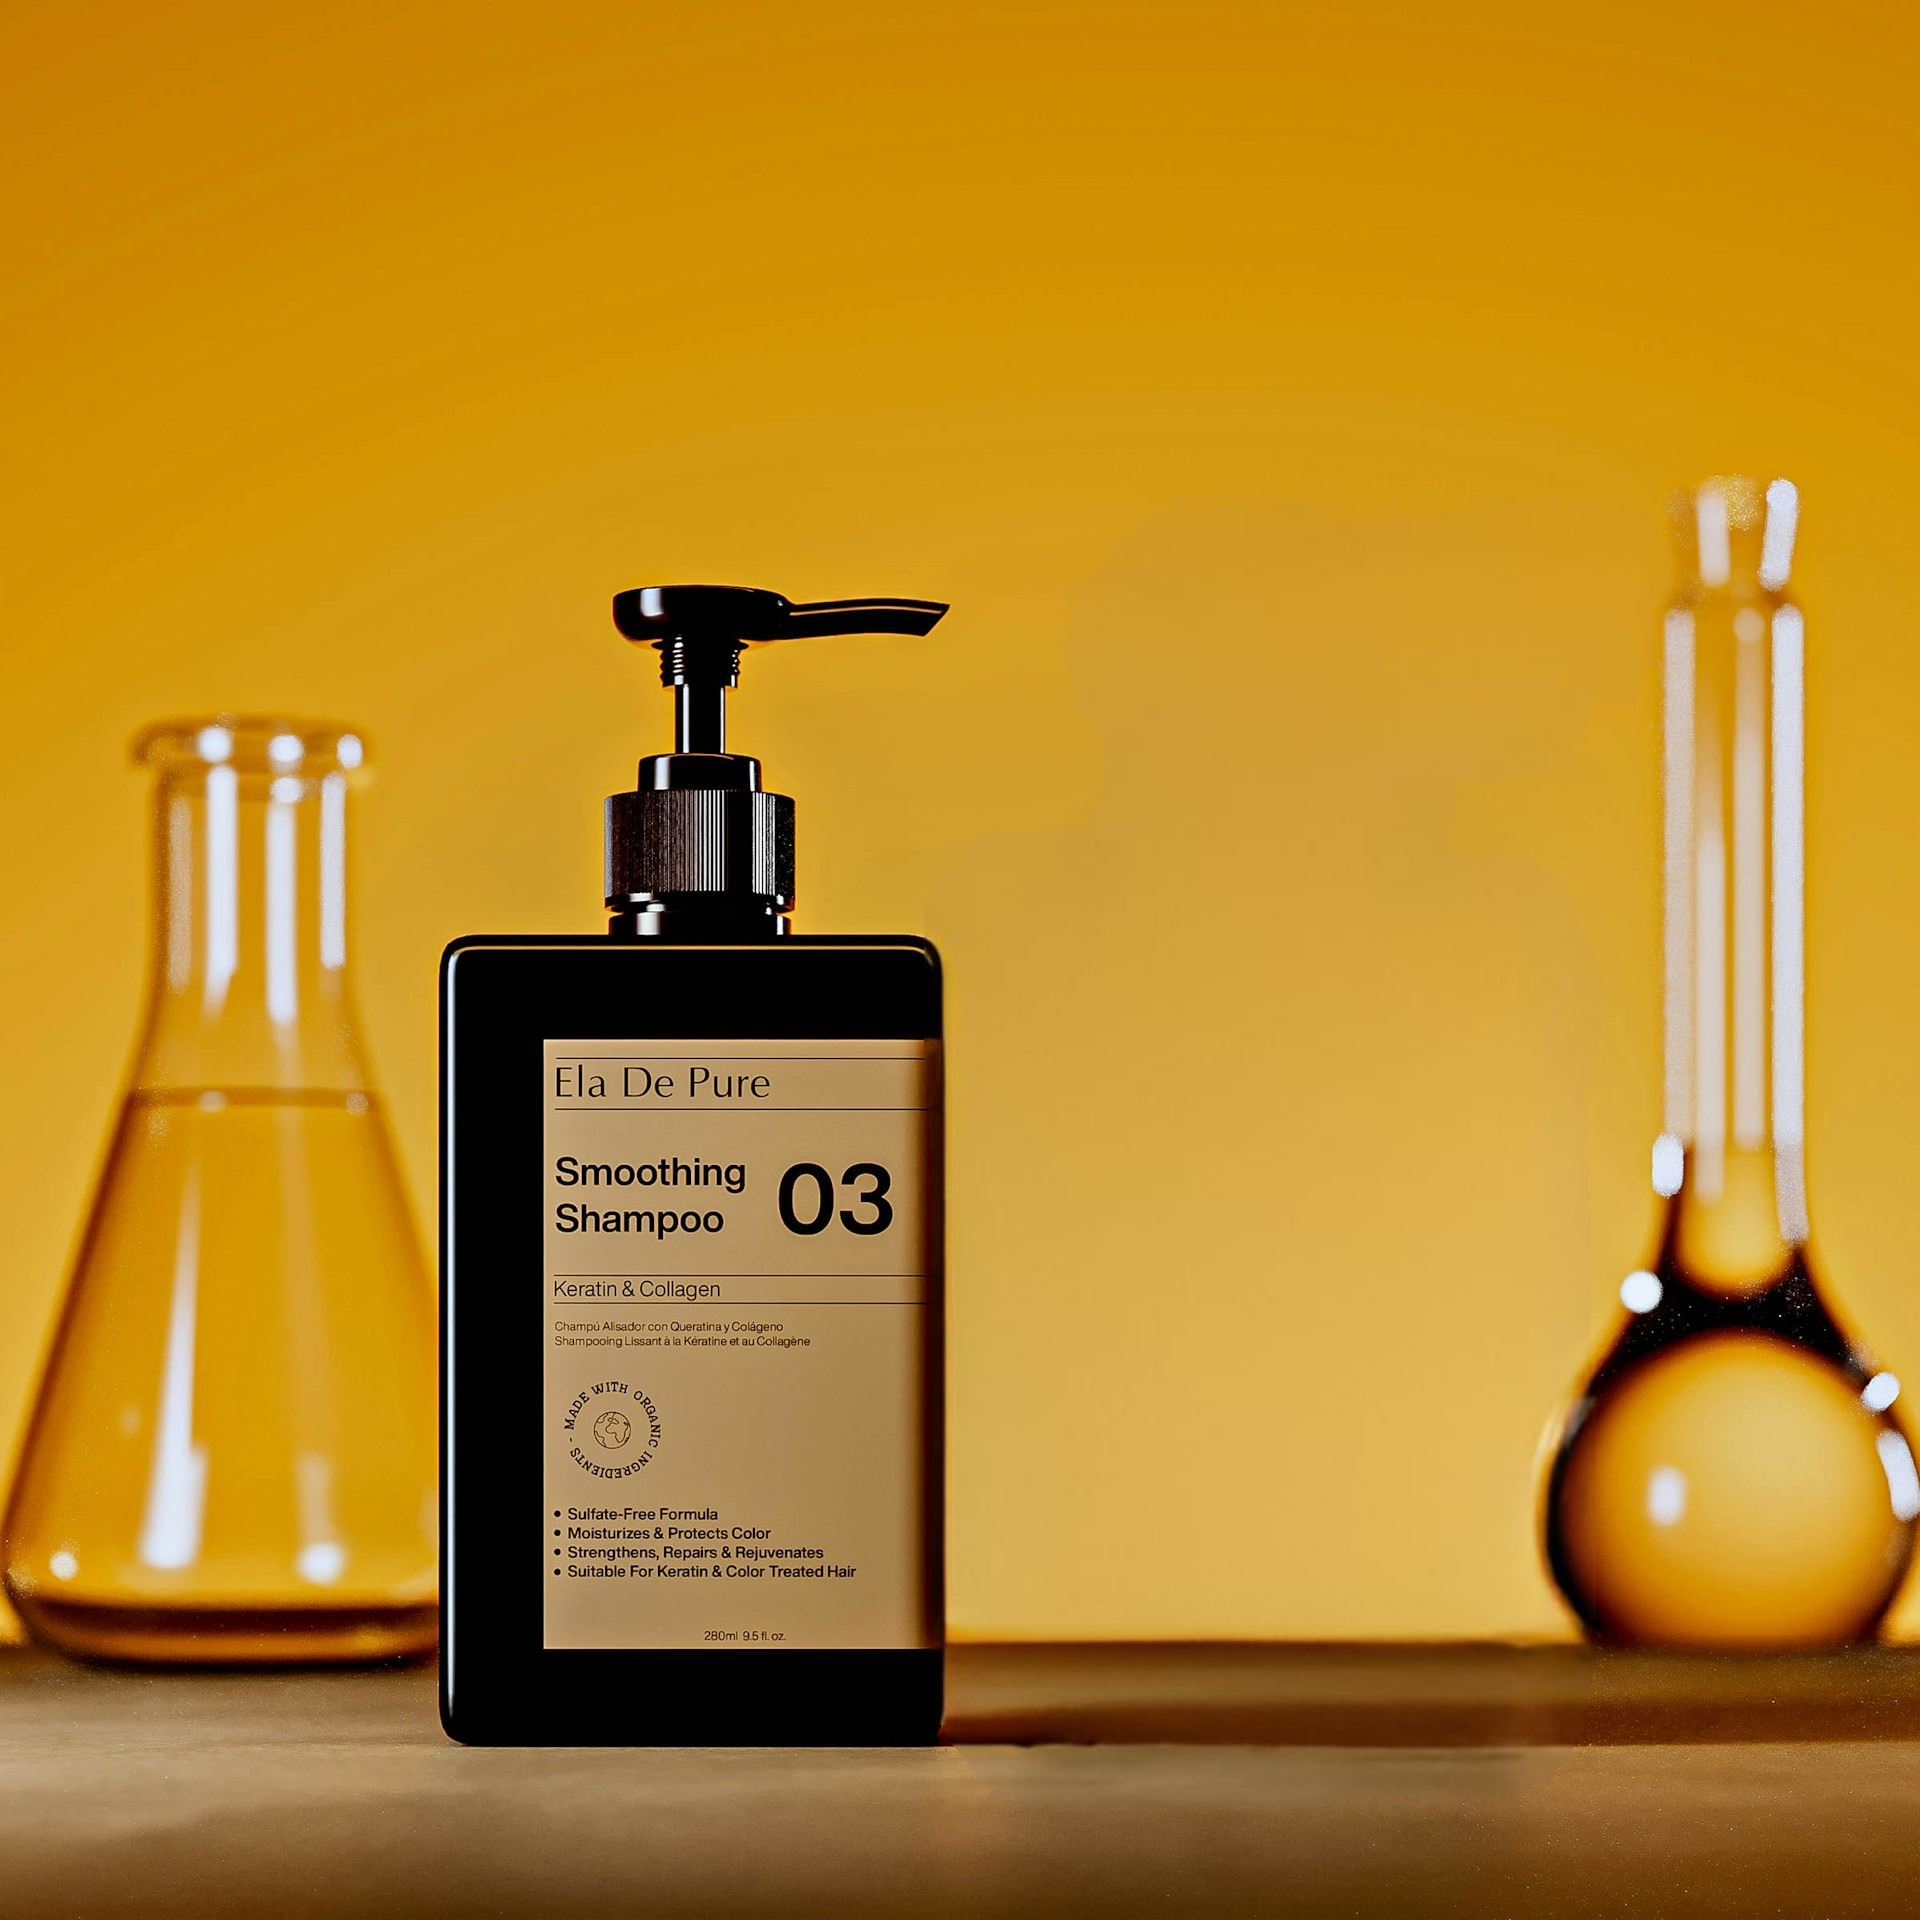 Ela De Pure
Smoothing
Shampoo
03
Keratin & Collagen
Champú Alisador con Queratina y Colágeno
Shampooing Lissant à la Kératine et au Collagène
MADE WITH ORGANIC INGREDIENTS -
• Sulfate-Free Formula
• Moisturizes & Protects Color
• Strengthens, Repairs & Rejuvenates
• Suitable For Keratin & Color Treated Hair
280ml 9.5 fl. oz.